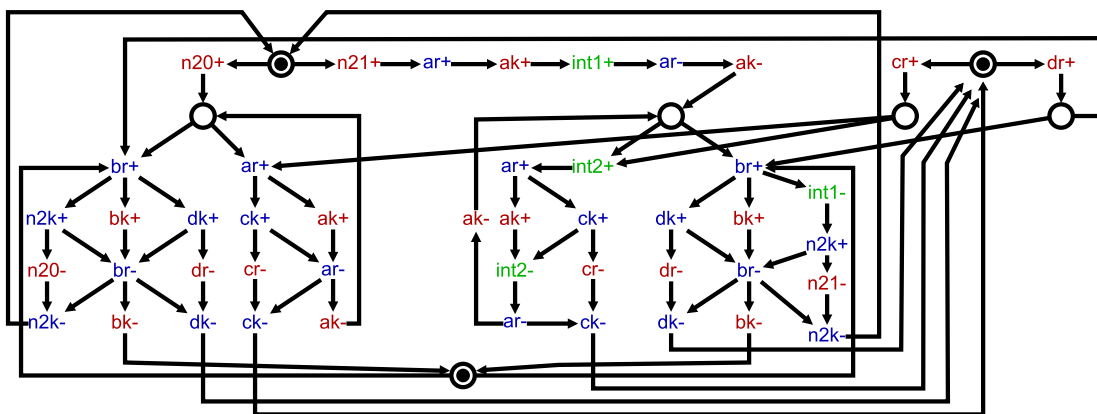 n20+ n21+ ar+ ak+ int1+ ar- ak- cr+ dr+
br+ ar+ ar+ int2+ br+
int1-
n2k+ bk+ dk+ ck+ ak+ ak- ak+ ck+ dk+ bk+
n2k+
n20- br- dr- cr- ar- int2- cr- dr- br-
n21-
n2k- bk- dk- ck- ak- ar- ck- dk- bk-
n2k-